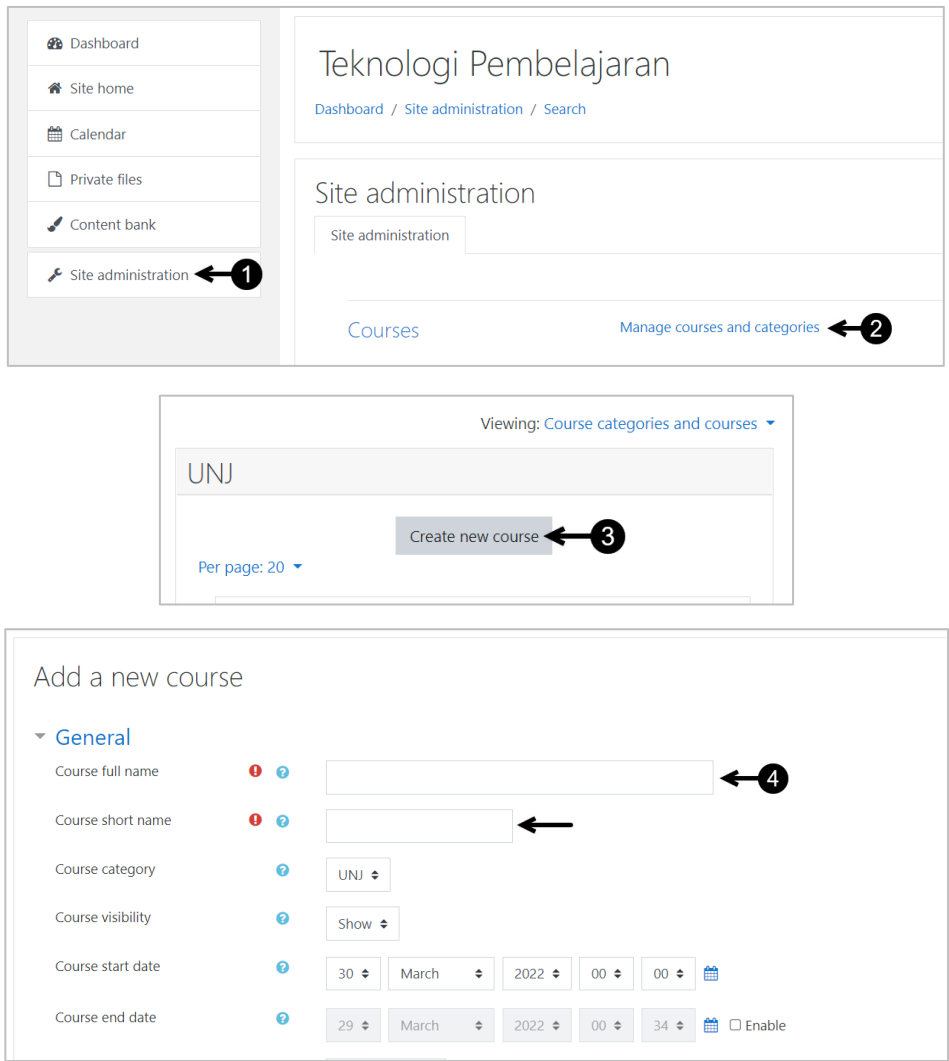 Dashboard
Site home
Calendar
Private files
Content bank
Site administration 1
Teknologi Pembelajaran
Dashboard / Site administration / Search
Site administration
Site administration
Courses Manage courses and categories 2
Viewing: Course categories and courses
UNJ
Create new course 3
Per page: 20
Add a new course
General
Course full name 4
Course short name
Course category UNJ
Course visibility Show
Course start date 30 March 2022 00 00
Course end date 29 March 2022 00 34 Enable